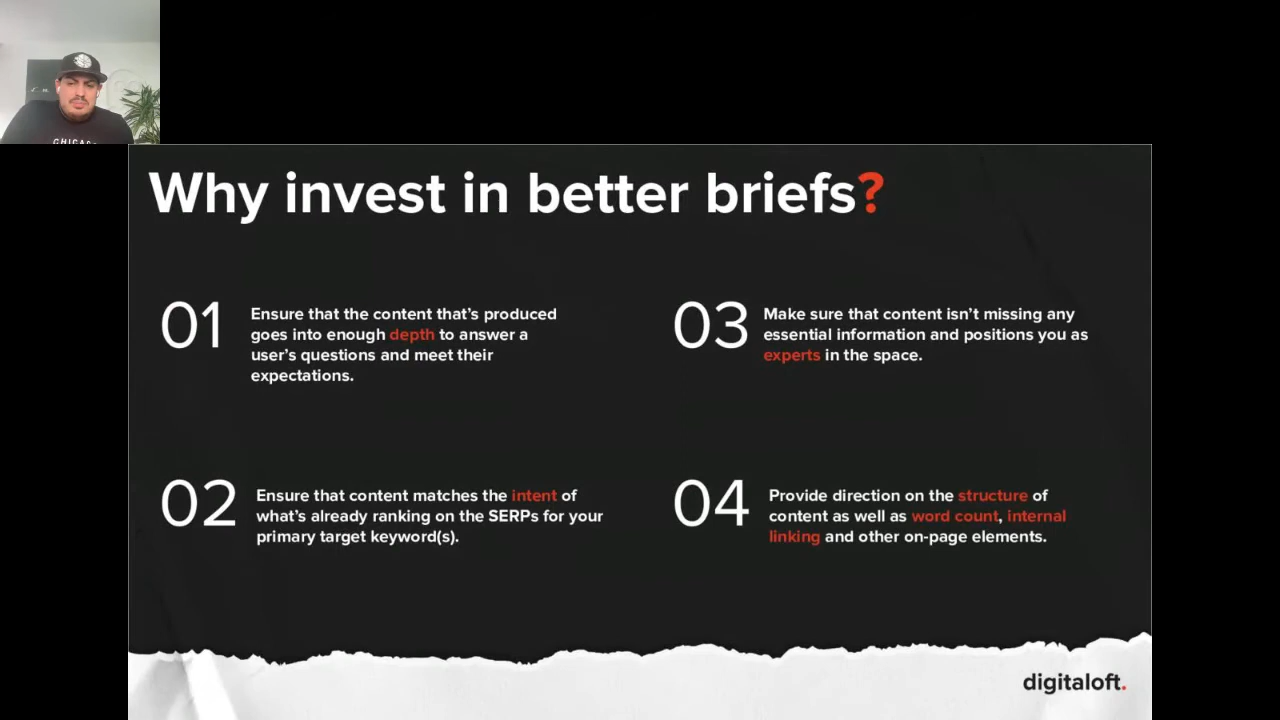 Why invest in better briefs?
01
Ensure that the content that's produced
goes into enough depth to answer a
user's questions and meet their
expectations.
02
Ensure that content matches the intent of
what's already ranking on the SERPs for your
primary target keyword(s).
03
Make sure that content isn't missing any
essential information and positions you as
experts in the space.
04
Provide direction on the structure of
content as well as word count, internal
linking and other on-page elements.
digitaloft.